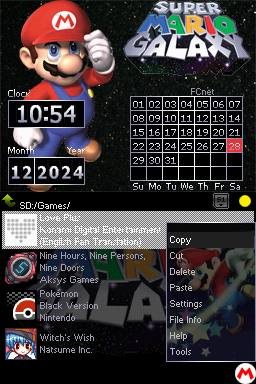 SUPER
MARIO
GALAXY
Clock
10:54
Month Year
12 2024
FCnet
01 02 03 04 05 06 07
08 09 10 11 12 13 14
15 16 17 18 19 20 21
22 23 24 25 26 27 28
29 30 31
Su Mo Tu We Th Fr Sa
SD:/Games/
Love Plus
Konami Digital Entertainment
(English Fan Translation)
Nine Hours, Nine Persons,
Nine Doors
Aksys Games
Pokémon
Black Version
Nintendo
Witch's Wish
Natsume Inc.
Copy
Cut
Delete
Paste
Settings
File Info
Help
Tools